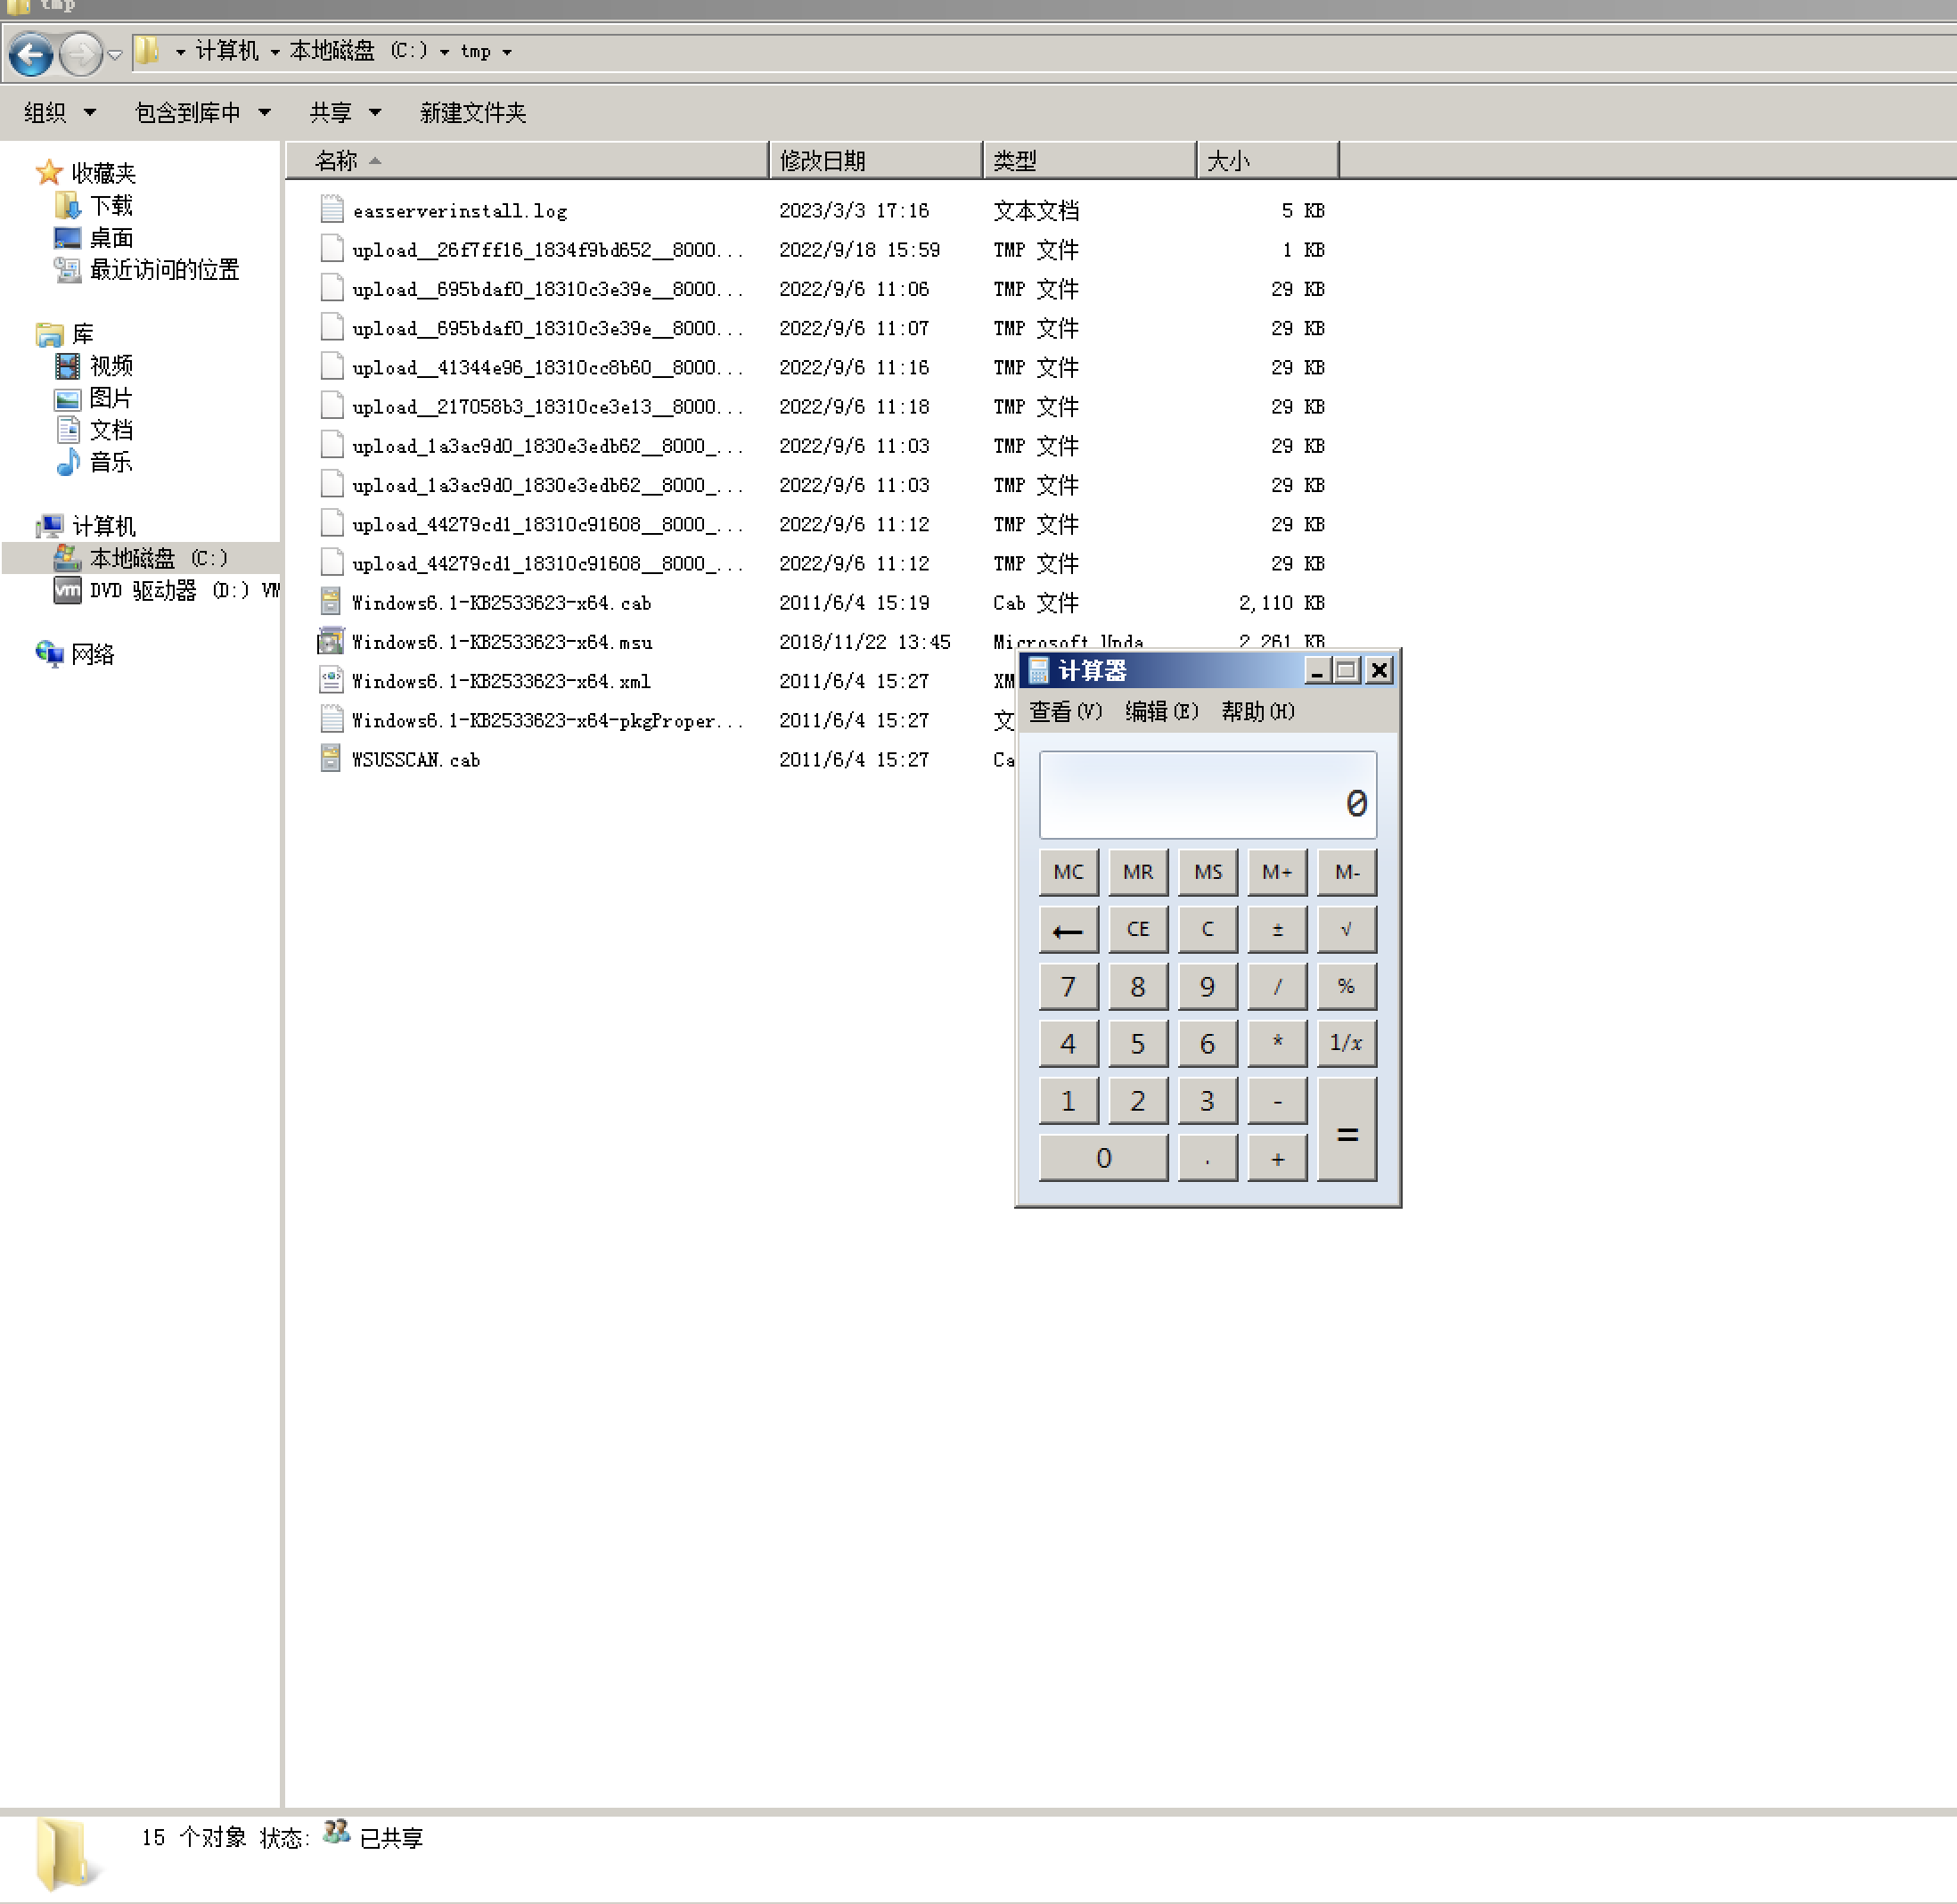 tmp
计算机 本地磁盘 (C:) tmp
组织 包含到库中 共享 新建文件夹
收藏夹
下载
桌面
最近访问的位置
库
视频
图片
文档
音乐
计算机
本地磁盘 (C:)
DVD 驱动器 (D:) VM
网络
名称 修改日期 类型 大小
easserverinstall.log 2023/3/3 17:16 文本文档 5 KB
upload__26f7ff16_1834f9bd652__8000... 2022/9/18 15:59 TMP 文件 1 KB
upload__695bdaf0_18310c3e39e__8000... 2022/9/6 11:06 TMP 文件 29 KB
upload__695bdaf0_18310c3e39e__8000... 2022/9/6 11:07 TMP 文件 29 KB
upload__41344e96_18310cc8b60__8000... 2022/9/6 11:16 TMP 文件 29 KB
upload__217058b3_18310ce3e13__8000... 2022/9/6 11:18 TMP 文件 29 KB
upload_1a3ac9d0_1830e3edb62__8000_... 2022/9/6 11:03 TMP 文件 29 KB
upload_1a3ac9d0_1830e3edb62__8000_... 2022/9/6 11:03 TMP 文件 29 KB
upload_44279cd1_18310c91608__8000_... 2022/9/6 11:12 TMP 文件 29 KB
upload_44279cd1_18310c91608__8000_... 2022/9/6 11:12 TMP 文件 29 KB
Windows6.1-KB2533623-x64.cab 2011/6/4 15:19 Cab 文件 2,110 KB
Windows6.1-KB2533623-x64.msu 2018/11/22 13:45 Microsoft Upda 2,261 KB
Windows6.1-KB2533623-x64.xml 2011/6/4 15:27 XM
Windows6.1-KB2533623-x64-pkgProper... 2011/6/4 15:27 文
WSUSSCAN.cab 2011/6/4 15:27 Ca
计算器
查看(V) 编辑(E) 帮助(H)
0
MC MR MS M+ M-
← CE C ± √
7 8 9 / %
4 5 6 * 1/x
1 2 3 - =
0 . +
15 个对象 状态: 已共享
vm